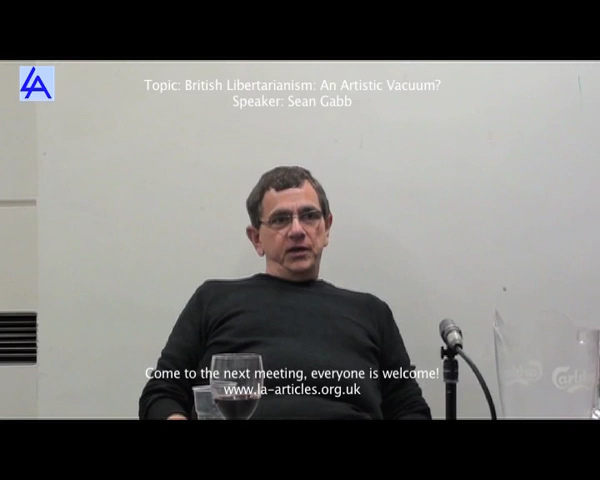 LA
Topic: British Libertarianism: An Artistic Vacuum?
Speaker: Sean Gabb
Come to the next meeting, everyone is welcome!
www.la-articles.org.uk
Carlsberg